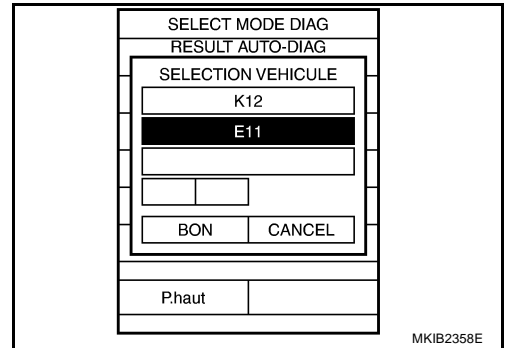 SELECT MODE DIAG
RESULT AUTO-DIAG
SELECTION VEHICULE
K12
E11
BON CANCEL
P.haut
MKIB2358E